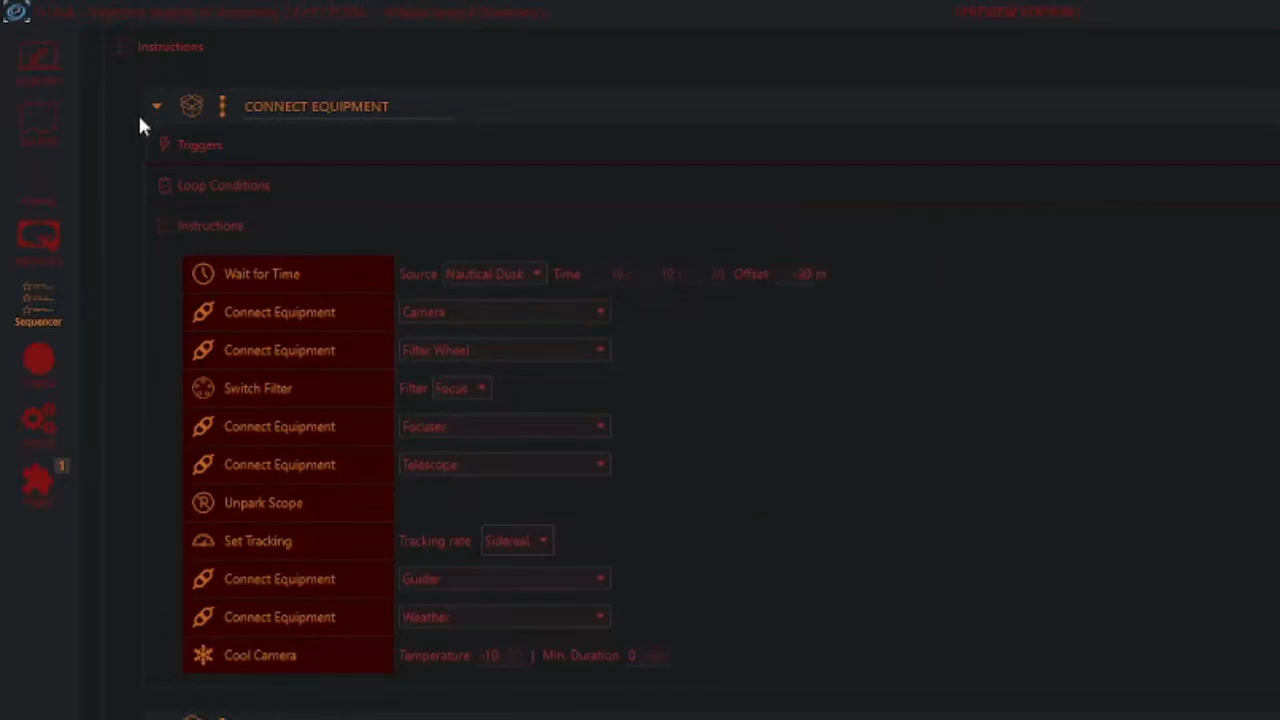 Instructions
CONNECT EQUIPMENT
Triggers
Loop Conditions
Instructions
Wait for Time Source Nautical Dusk Time Offset -30 m
Connect Equipment Camera
Connect Equipment Filter Wheel
Switch Filter Filter Focus
Connect Equipment Focuser
Connect Equipment Telescope
Unpark Scope
Set Tracking Tracking rate Sidereal
Connect Equipment Guider
Connect Equipment Weather
Cool Camera Temperature -10 | Min. Duration 0
Sequencer
1